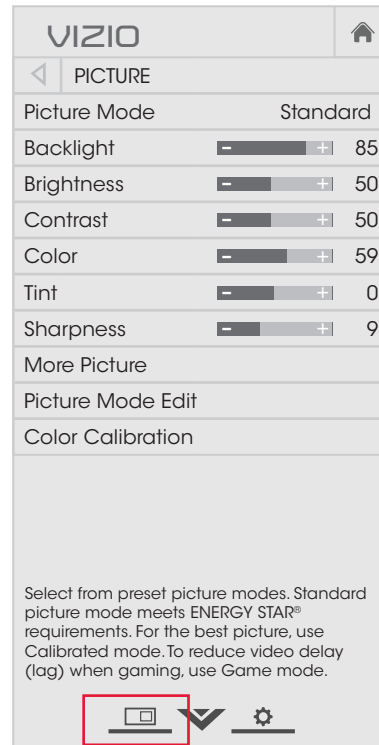 VIZIO
PICTURE
Picture Mode Standard
Backlight - + 85
Brightness - + 50
Contrast - + 50
Color - + 59
Tint - + 0
Sharpness - + 9
More Picture
Picture Mode Edit
Color Calibration
Select from preset picture modes. Standard
picture mode meets ENERGY STAR®
requirements. For the best picture, use
Calibrated mode. To reduce video delay
(lag) when gaming, use Game mode.